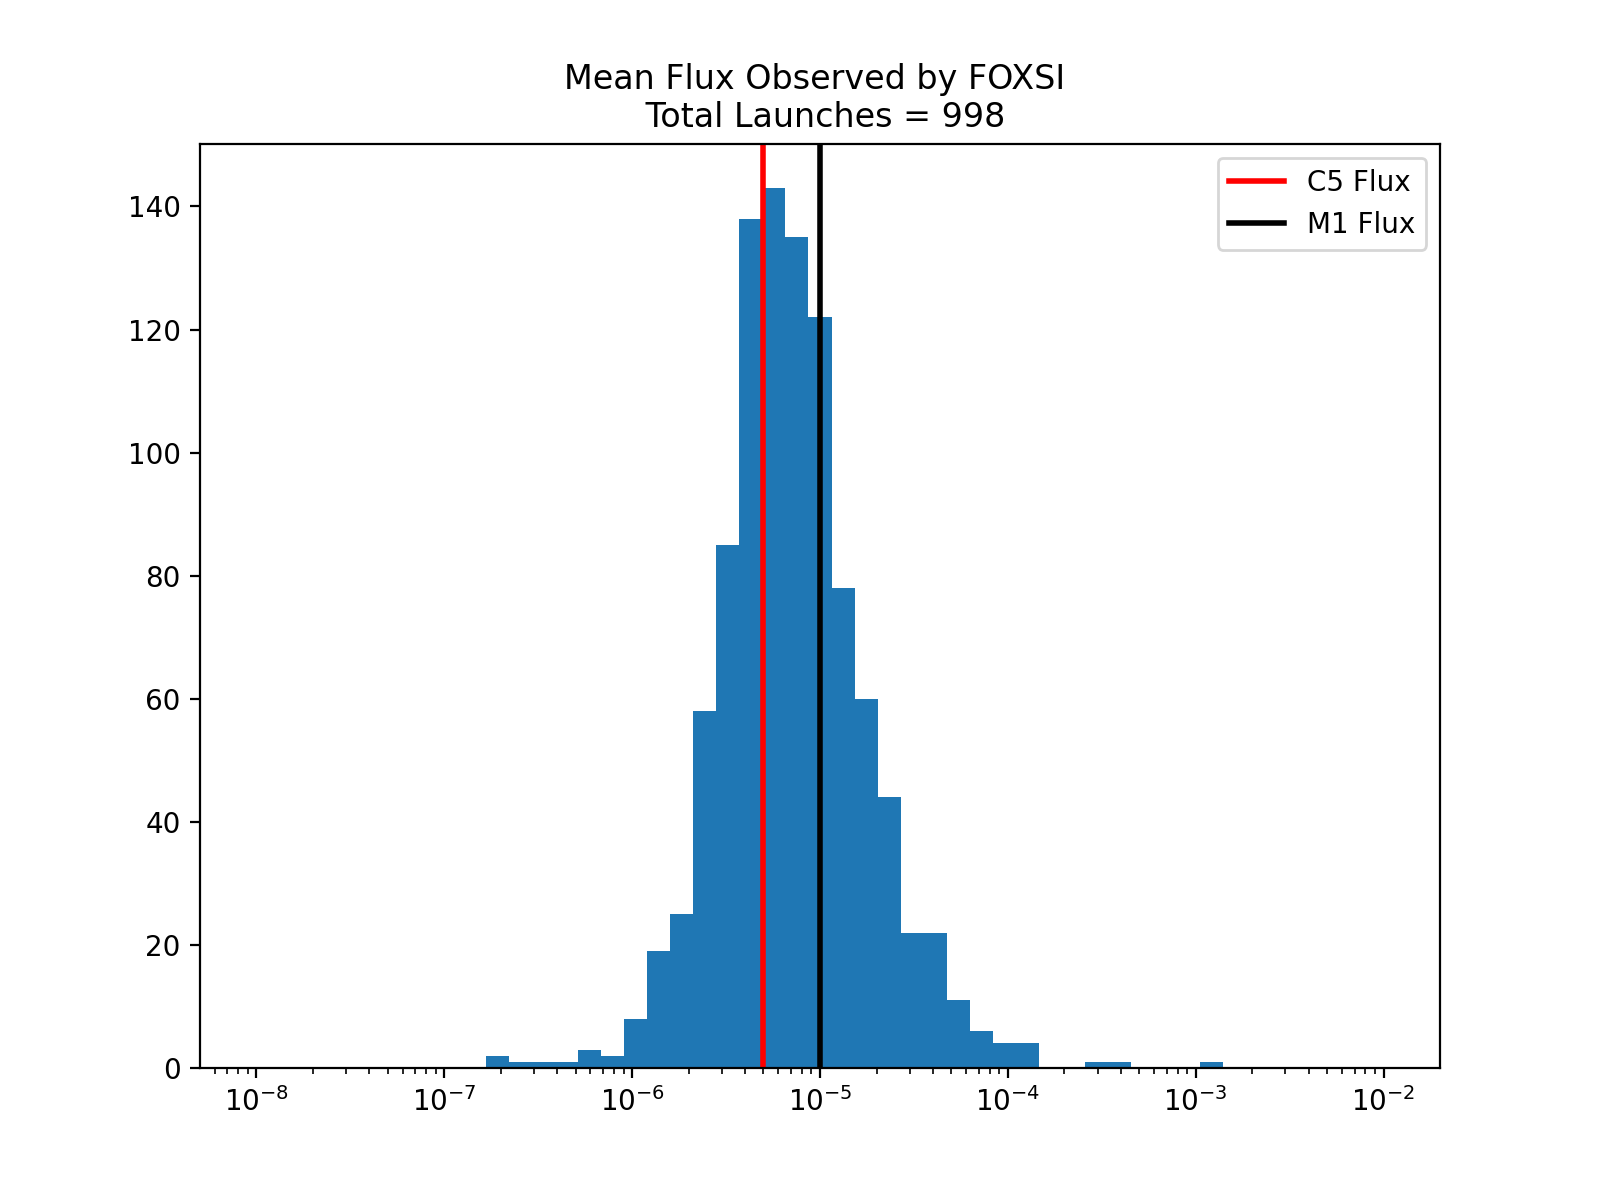 Mean Flux Observed by FOXSI
Total Launches = 998
C5 Flux
M1 Flux
140
120
100
80
60
40
20
0
10⁻⁸ 10⁻⁷ 10⁻⁶ 10⁻⁵ 10⁻⁴ 10⁻³ 10⁻²